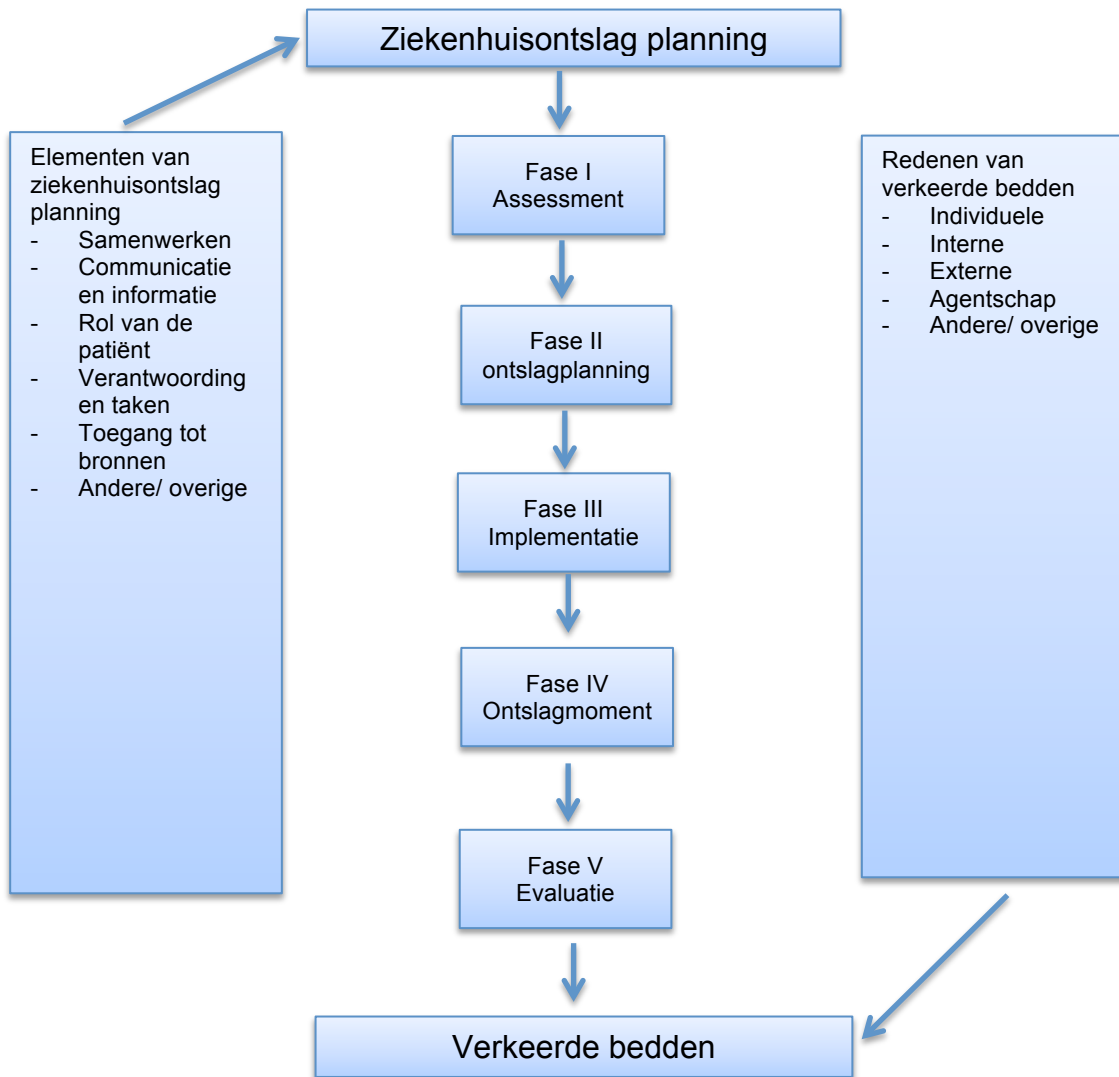 Ziekenhuisontslag planning
Elementen van
ziekenhuisontslag
planning
- Samenwerken
- Communicatie
en informatie
- Rol van de
patiënt
- Verantwoording
en taken
- Toegang tot
bronnen
- Andere/ overige
Fase I
Assessment
Fase II
ontslagplanning
Fase III
Implementatie
Fase IV
Ontslagmoment
Fase V
Evaluatie
Redenen van
verkeerde bedden
- Individuele
- Interne
- Externe
- Agentschap
- Andere/ overige
Verkeerde bedden